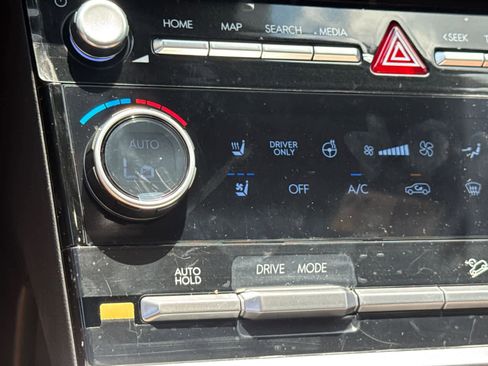 HOME MAP SEARCH MEDIA <SEEK
AUTO
Lo
DRIVER
ONLY
OFF A/C
AUTO
HOLD
DRIVE MODE